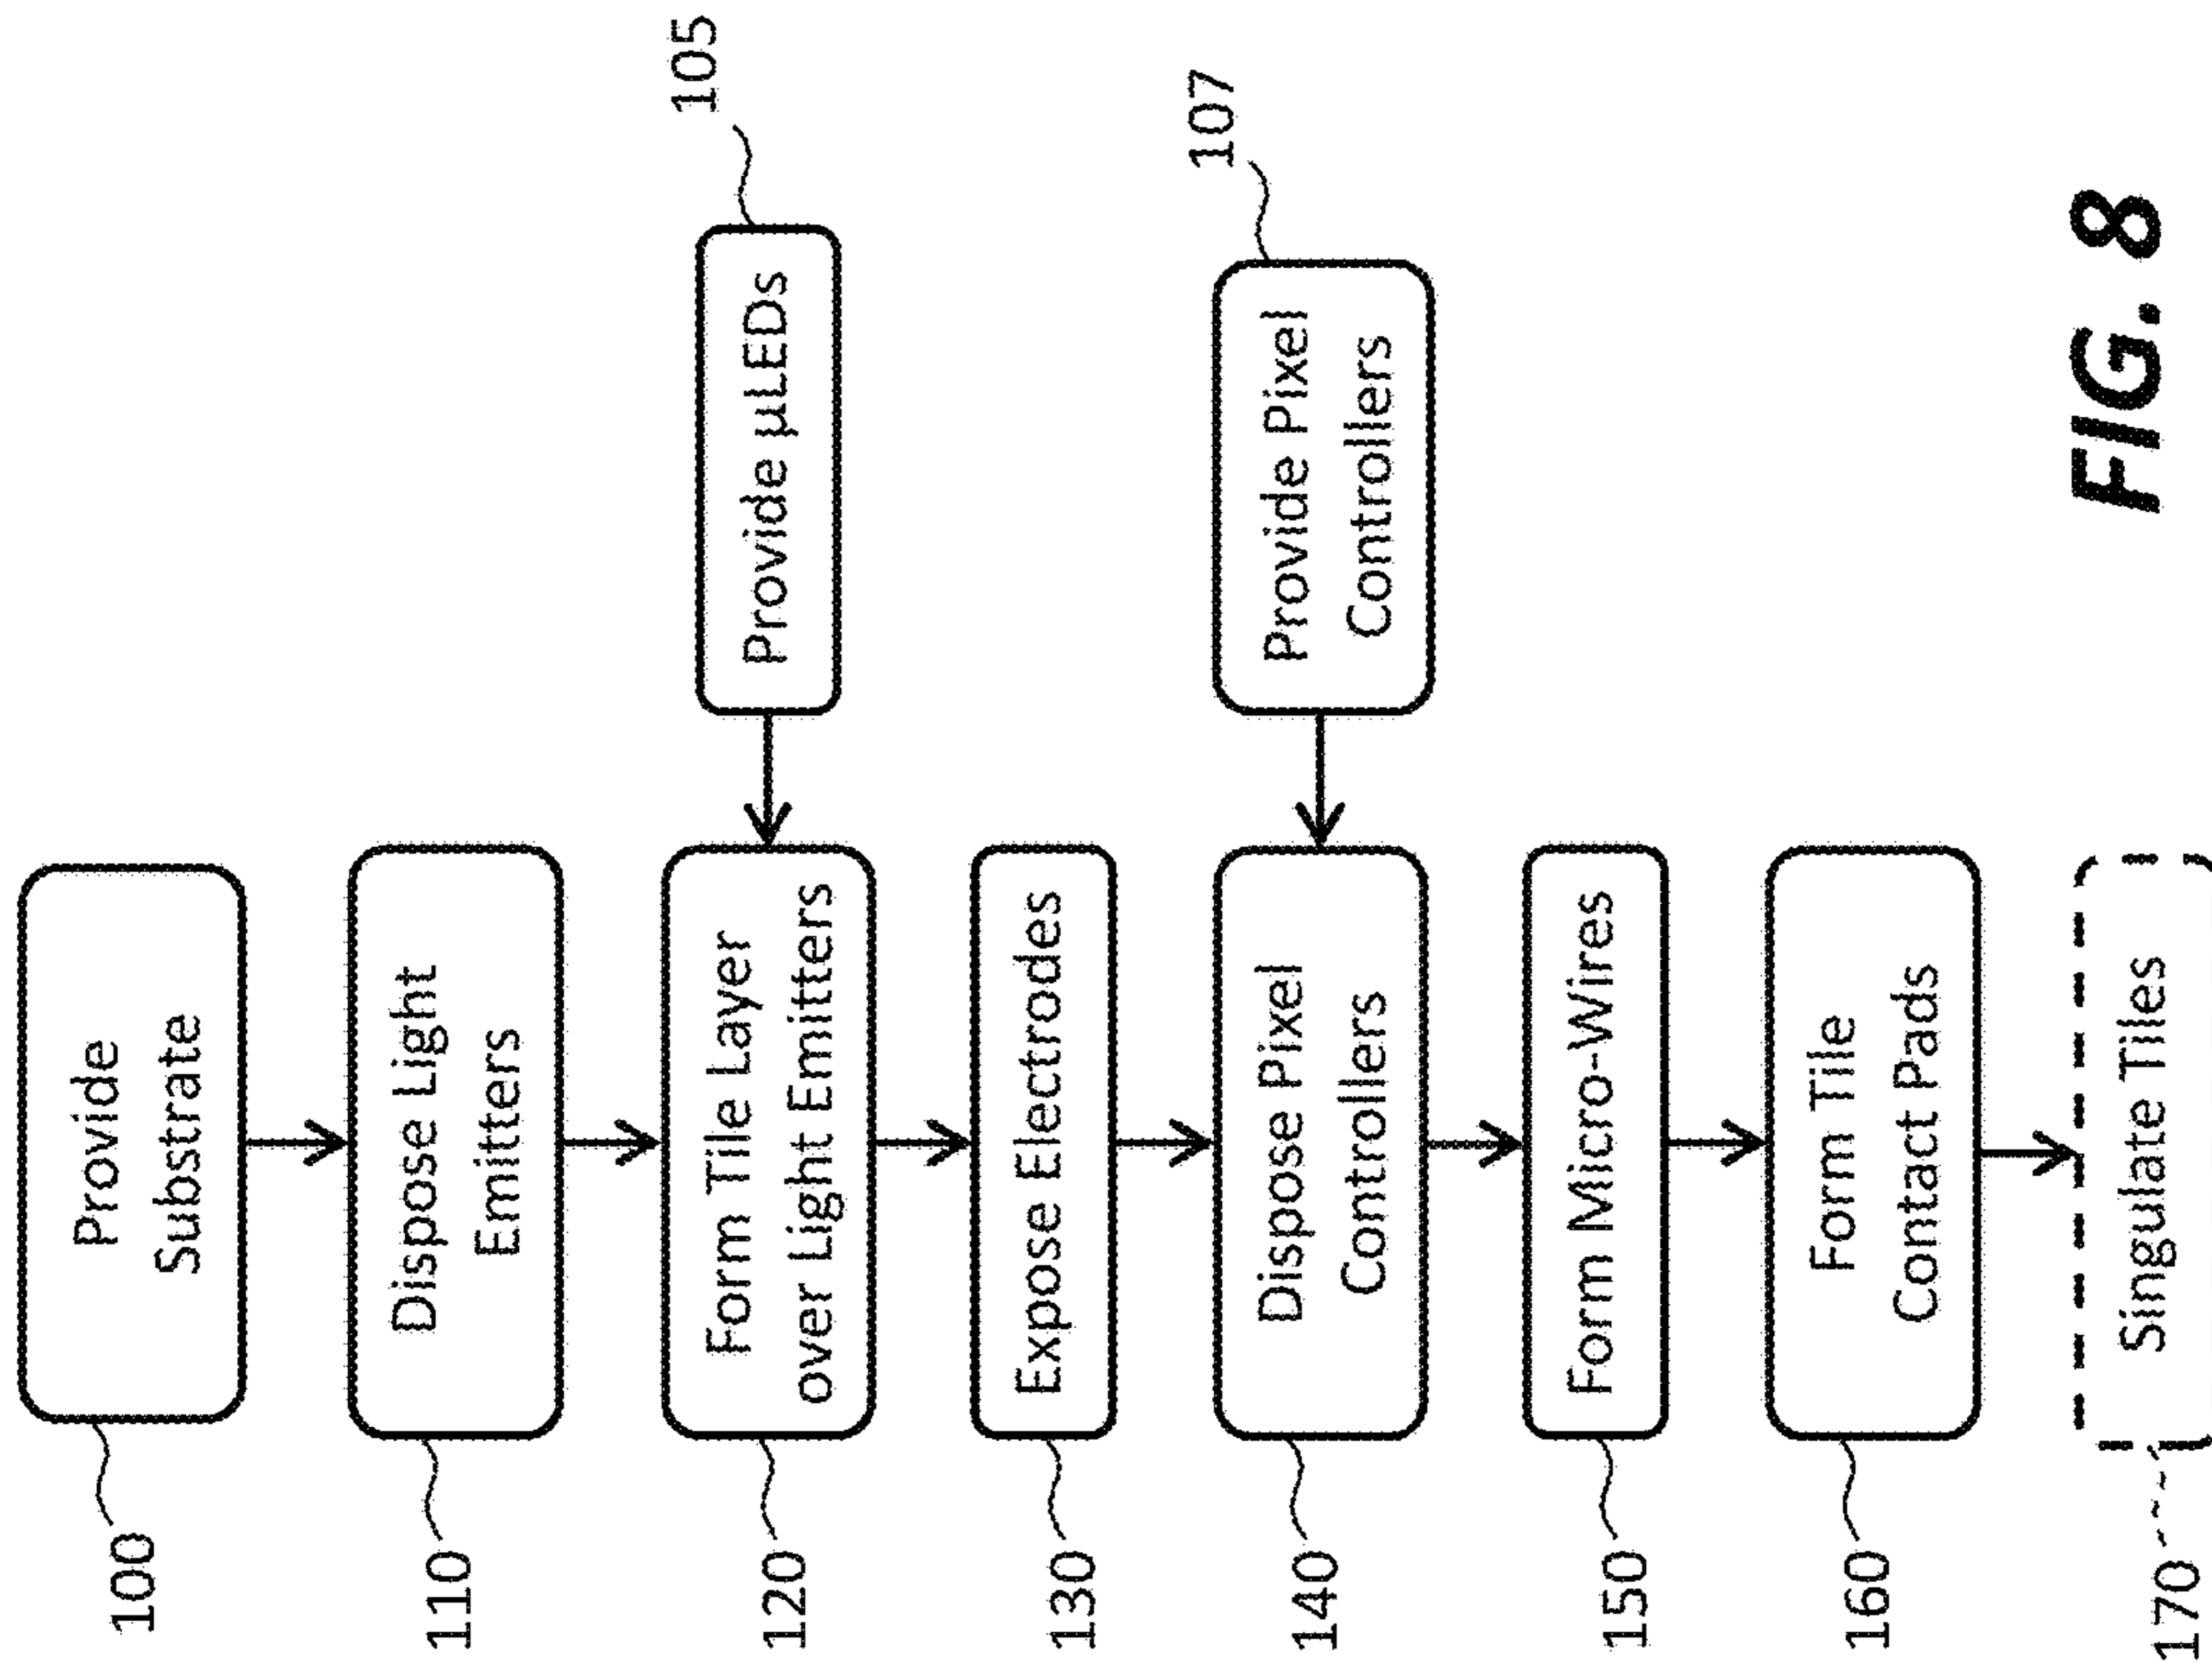 100
Provide
Substrate
110
Dispose Light
Emitters
120
Form Tile Layer
over Light Emitters
Provide µLEDs
105
130
Expose Electrodes
140
Dispose Pixel
Controllers
Provide Pixel
Controllers
107
150
Form Micro-Wires
160
Form Tile
Contact Pads
170
Singulate Tiles
FIG. 8